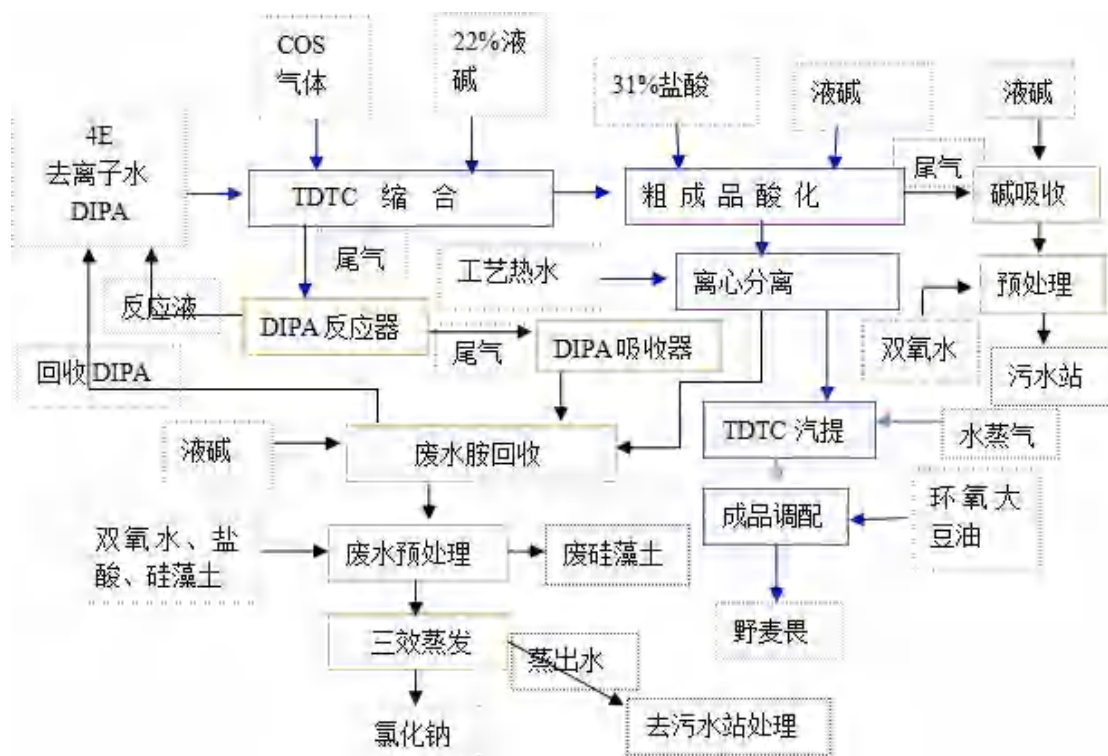 COS
气体
22%液
碱
31%盐酸
液碱
液碱
4E
去离子水
DIPA
TDTC 缩 合
粗 成 品 酸 化
尾气
碱吸收
尾气
工艺热水
离心分离
预处理
反应液
DIPA 反应器
尾气
DIPA 吸收器
双氧水
回收 DIPA
污水站
液碱
废水胺回收
TDTC 汽提
水蒸气
双氧水、盐
酸、硅藻土
废水预处理
废硅藻土
成品调配
环 氧 大
豆油
三效蒸发
蒸出水
野麦畏
氯化钠
去污水站处理